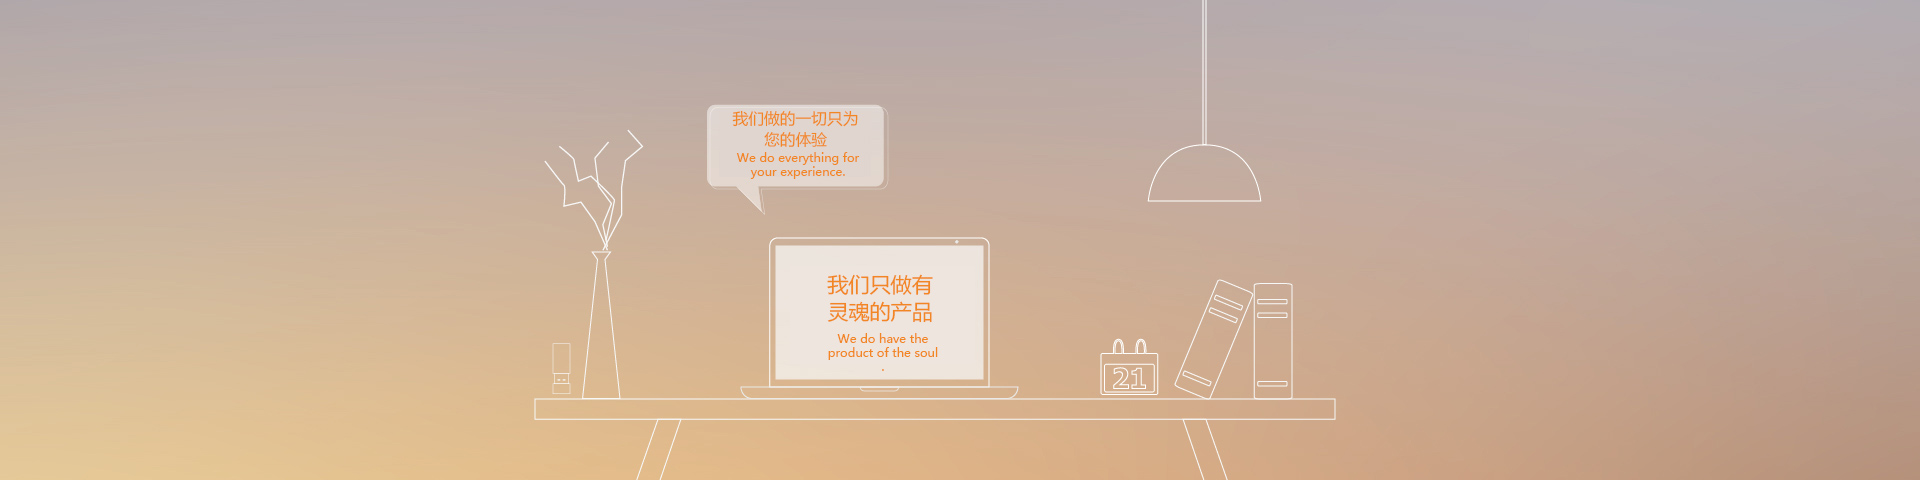 我们做的一切只为
您的体验
We do everything for
your experience.
我们只做有
灵魂的产品
We do have the
product of the soul
.
21